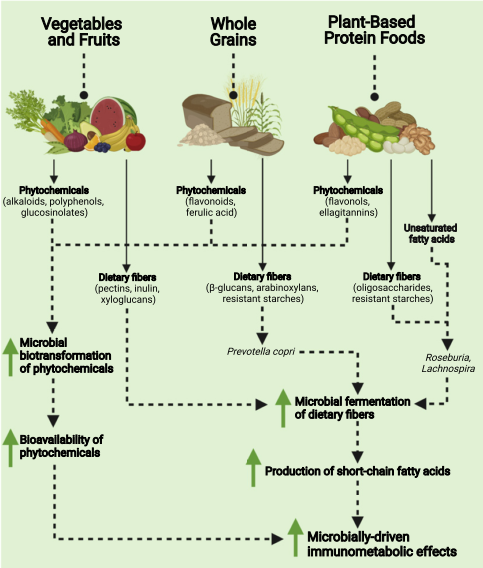 Vegetables
and Fruits
Whole
Grains
Plant-Based
Protein Foods
Phytochemicals
(alkaloids, polyphenols,
glucosinolates)
Phytochemicals
(flavonoids,
ferulic acid)
Phytochemicals
(flavonols,
ellagitannins)
Unsaturated
fatty acids
Dietary fibers
(pectins, inulin,
xyloglucans)
Dietary fibers
(β-glucans, arabinoxylans,
resistant starches)
Dietary fibers
(oligosaccharides,
resistant starches)
Microbial
biotransformation
of phytochemicals
Prevotella copri
Roseburia,
Lachnospira
Microbial fermentation
of dietary fibers
Bioavailability of
phytochemicals
Production of short-chain fatty acids
Microbially-driven
immunometabolic effects